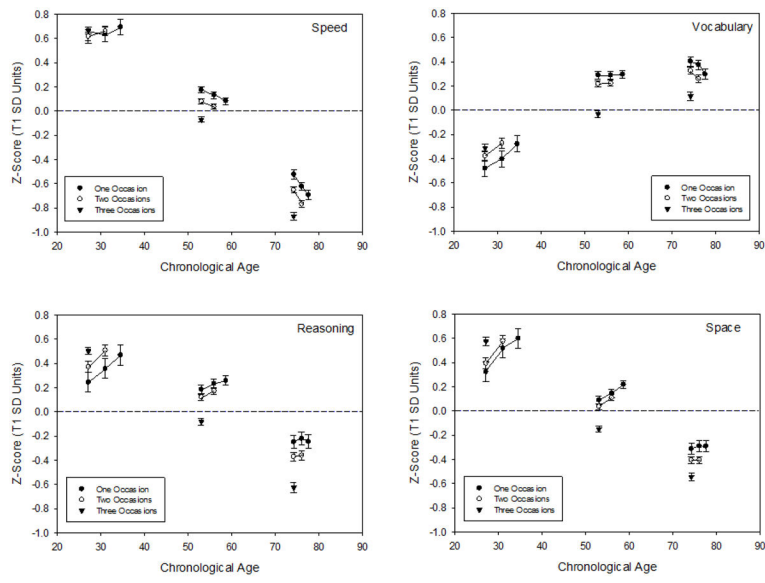 Speed
0.8
0.6
0.4
0.2
0.0
-0.2
-0.4
-0.6
-0.8
-1.0
Z-Score (T1 SD Units)
One Occasion
Two Occasions
Three Occasions
20 30 40 50 60 70 80 90
Chronological Age
Vocabulary
0.8
0.6
0.4
0.2
0.0
-0.2
-0.4
-0.6
-0.8
-1.0
Z-Score (T1 SD Units)
One Occasion
Two Occasions
Three Occasions
20 30 40 50 60 70 80 90
Chronological Age
Reasoning
0.8
0.6
0.4
0.2
0.0
-0.2
-0.4
-0.6
-0.8
-1.0
Z-Score (T1 SD Units)
One Occasion
Two Occasions
Three Occasions
20 30 40 50 60 70 80 90
Chronological Age
Space
0.8
0.6
0.4
0.2
0.0
-0.2
-0.4
-0.6
-0.8
-1.0
Z-Score (T1 SD Units)
One Occasion
Two Occasions
Three Occasions
20 30 40 50 60 70 80 90
Chronological Age